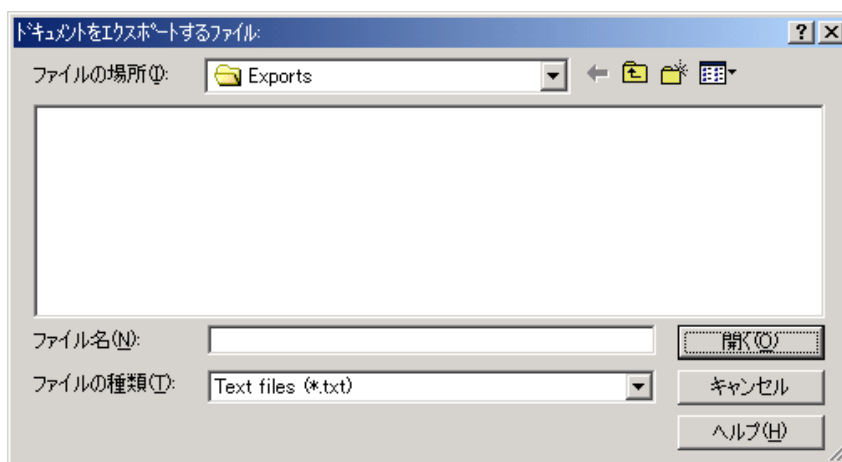 ドキュメントをエクスポートするファイル:
ファイルの場所(I):
Exports
ファイル名(N):
開く(O)
ファイルの種類(T):
Text files (*.txt)
キャンセル
ヘルプ(H)